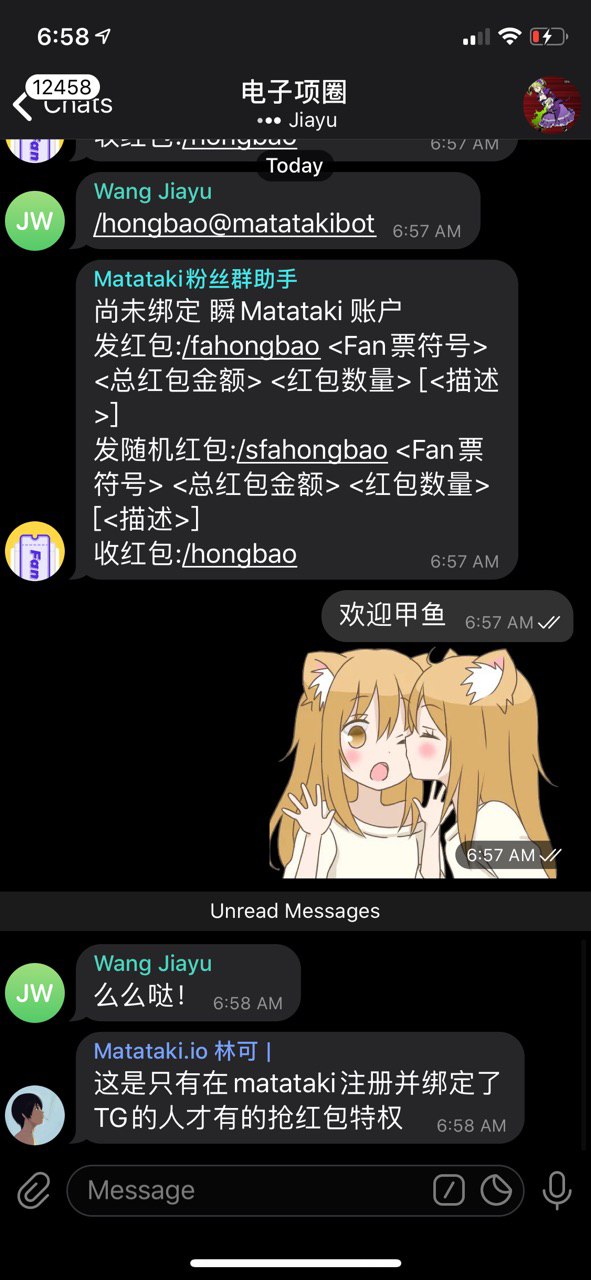 6:58
12458
Chats
电子项圈
••• Jiayu
收红包:/hongbao
6:57 AM
Today
Wang Jiayu
JW
/hongbao@matatakibot
6:57 AM
Matataki粉丝群助手
尚未绑定 瞬Matataki 账户
发红包:/fahongbao <Fan票符号>
<总红包金额> <红包数量> [<描述
>]
发随机红包:/sfahongbao <Fan票
符号> <总红包金额> <红包数量>
[<描述>]
收红包:/hongbao
6:57 AM
Fan
欢迎甲鱼
6:57 AM
6:57 AM
Unread Messages
Wang Jiayu
JW
么么哒！
6:58 AM
Matataki.io 林可 |
这是只有在matataki注册并绑定了
TG的人才有的抢红包特权
6:58 AM
Message